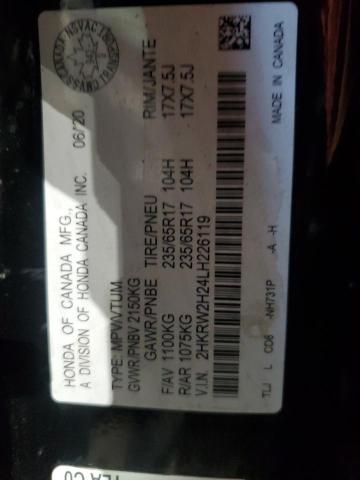 HONDA OF CANADA MFG.,
A DIVISION OF HONDA CANADA INC. 06/20
TYPE: MPV/VTUM
GVWR/PNBV 2150KG
GAWR/PNBE TIRE/PNEU RIM/JANTE
F/AV 1100KG 235/65R17 104H 17X7.5J
R/AR 1075KG 235/65R17 104H 17X7.5J
V.I.N. 2HKRW2H24LH226119
TLJ L CD8 -NH731P -A -H MADE IN CANADA